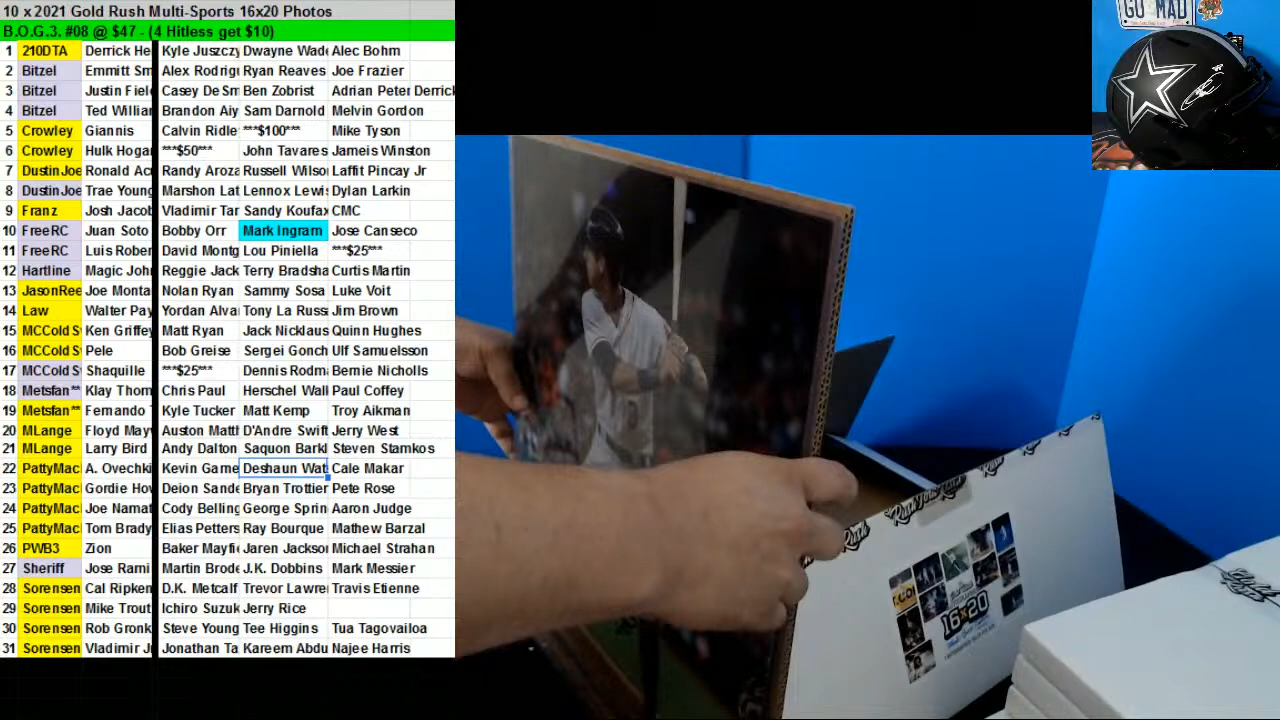 10 x 2021 Gold Rush Multi-Sports 16x20 Photos
B.O.G.3. #08 @ $47 - (4 Hitless get $10)
1 210DTA Derrick He Kyle Juszczy Dwayne Wade Alec Bohm
2 Bitzel Emmitt Sm Alex Rodrigu Ryan Reaves Joe Frazier
3 Bitzel Justin Fiel Casey DeSm Ben Zobrist Adrian Peter Derrick
4 Bitzel Ted Willian Brandon Aiy Sam Darnold Melvin Gordon
5 Crowley Giannis Calvin Ridle ***$100*** Mike Tyson
6 Crowley Hulk Hoga ***$50*** John Tavares Jameis Winston
7 DustinJoe Ronald Acu Randy Aroza Russell Wilso Laffit Pincay Jr
8 DustinJoe Trae Young Marshon Lat Lennox Lewis Dylan Larkin
9 Franz Josh Jacob Vladimir Tar Sandy Koufax CMC
10 FreeRC Juan Soto Bobby Orr Mark Ingram Jose Canseco
11 FreeRC Luis Rober David Montg Lou Piniella ***$25***
12 Hartline Magic John Reggie Jack Terry Bradsha Curtis Martin
13 JasonRee Joe Monta Nolan Ryan Sammy Sosa Luke Voit
14 Law Walter Pay Yordan Alva Tony La Russ Jim Brown
15 MCCold S Ken Griffey Matt Ryan Jack Nicklaus Quinn Hughes
16 MCCold S Pele Bob Greise Sergei Gonch Ulf Samuelsson
17 MCCold S Shaquille ***$25*** Dennis Rodma Bernie Nicholls
18 Metsfan** Klay Thom Chris Paul Herschel Wall Paul Coffey
19 Metsfan** Fernando Kyle Tucker Matt Kemp Troy Aikman
20 MLange Floyd Mayw Auston Matth D'Andre Swift Jerry West
21 MLange Larry Bird Andy Dalton Saquon Barkl Steven Stamkos
22 PattyMac A. Ovechki Kevin Garne Deshaun Wat Cale Makar
23 PattyMac Gordie Hov Deion Sande Bryan Trottier Pete Rose
24 PattyMac Joe Namat Cody Belling George Sprin Aaron Judge
25 PattyMac Tom Brady Elias Petters Ray Bourque Mathew Barzal
26 PWB3 Zion Baker Mayfi Jaren Jackson Michael Strahan
27 Sheriff Jose Rami Martin Brode J.K. Dobbins Mark Messier
28 Sorensen Cal Ripken D.K. Metcalf Trevor Lawre Travis Etienne
29 Sorensen Mike Trout Ichiro Suzuk Jerry Rice
30 Sorensen Rob Gronk Steve Young Tee Higgins Tua Tagovailoa
31 Sorensen Vladimir J Jonathan Ta Kareem Abdu Najee Harris
GO MAD
Rush
16x20